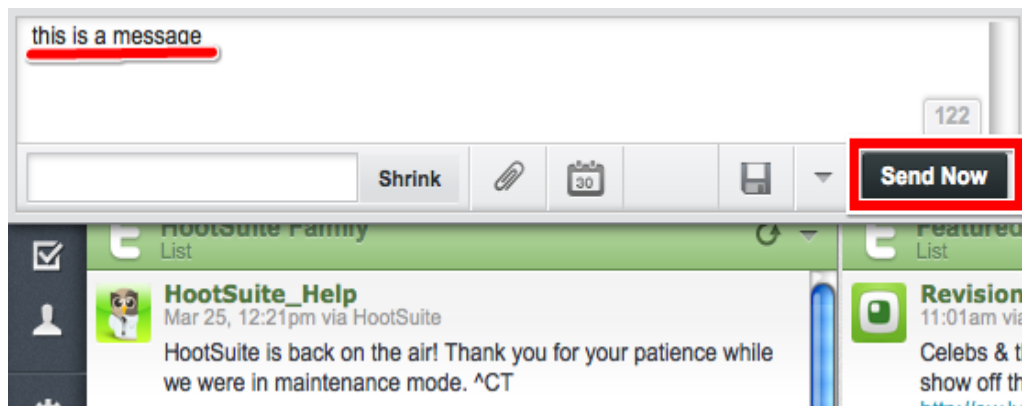 this is a message
122
Shrink
30
Send Now
HootSuite Family
List
HootSuite_Help
Mar 25, 12:21pm via HootSuite
HootSuite is back on the air! Thank you for your patience while
we were in maintenance mode. ^CT
Featured
List
Revision
11:01am via
Celebs & t
show off th